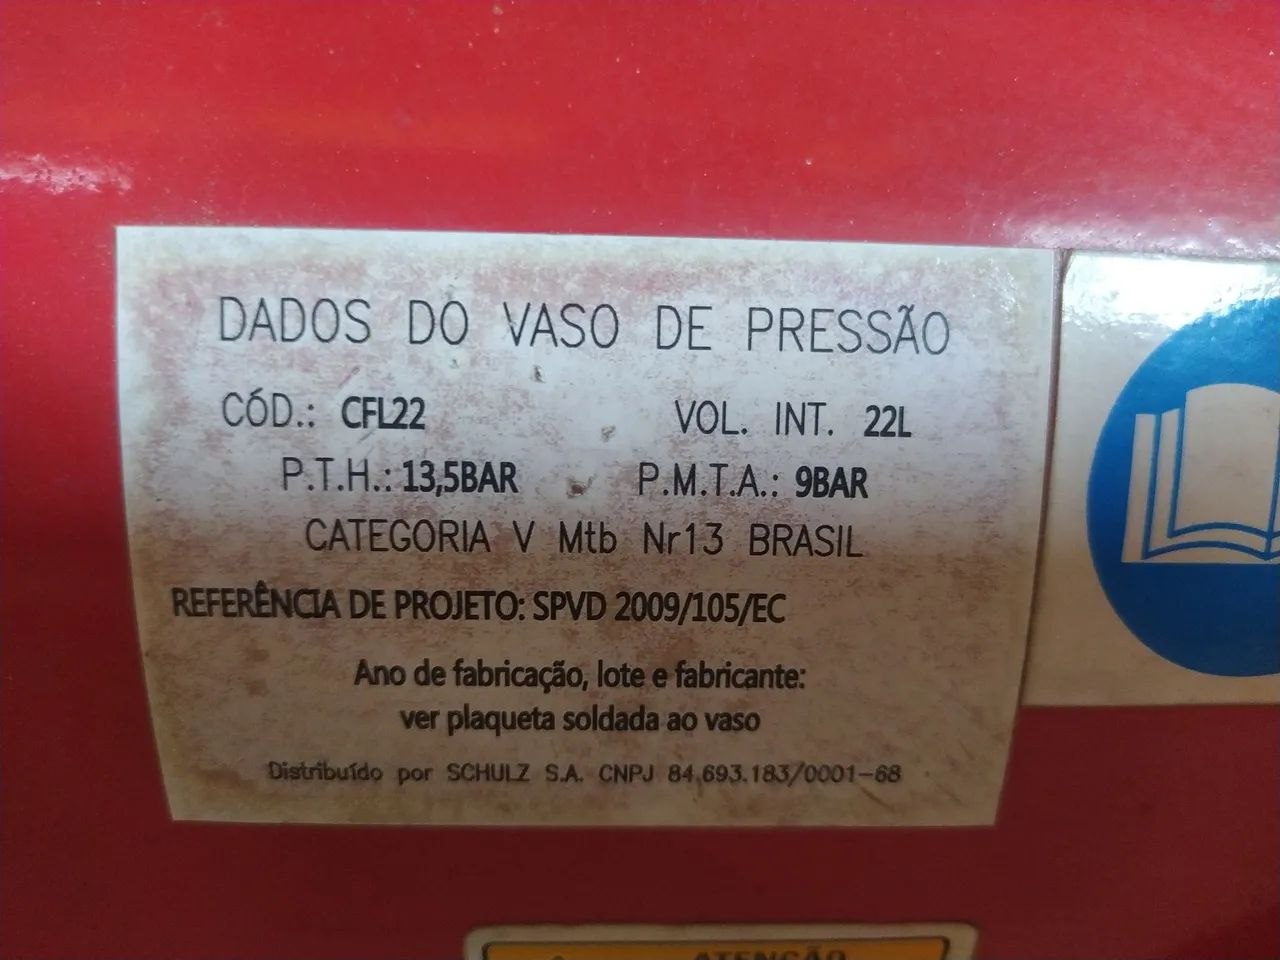 DADOS DO VASO DE PRESSÃO
CÓD.: CFL22 VOL. INT. 22L
P.T.H.: 13,5BAR P.M.T.A.: 9BAR
CATEGORIA V Mtb Nr13 BRASIL
REFERÊNCIA DE PROJETO: SPVD 2009/105/EC
Ano de fabricação, lote e fabricante:
ver plaqueta soldada ao vaso
Distribuído por SCHULZ S.A. CNPJ 84.693.183/0001-68
ATENÇÃO